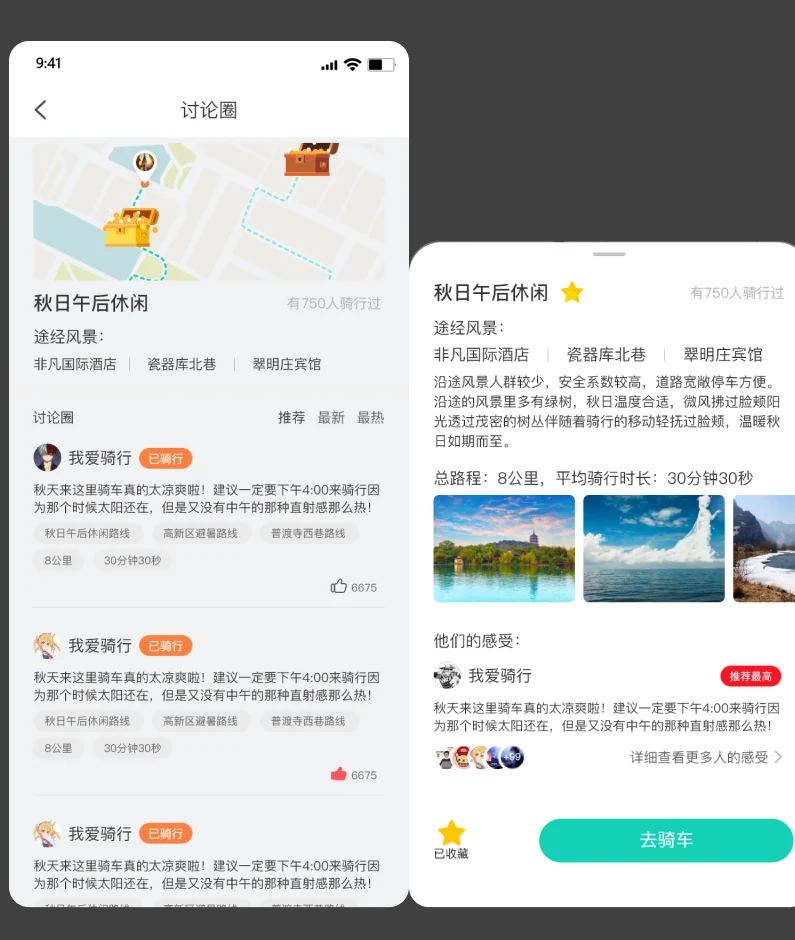 9:41
讨论圈
秋日午后休闲
有750人骑行过
途经风景：
非凡国际酒店
瓷器库北巷
翠明庄宾馆
讨论圈
推荐 最新 最热
我爱骑行 已骑行
秋天来这里骑车真的太凉爽啦！建议一定要下午4:00来骑行因
为那个时候太阳还在，但是又没有中午的那种直射感那么热！
秋日午后休闲路线 高新区避暑路线 普渡寺西巷路线
8公里 30分钟30秒
6675
我爱骑行 已骑行
秋天来这里骑车真的太凉爽啦！建议一定要下午4:00来骑行因
为那个时候太阳还在，但是又没有中午的那种直射感那么热！
秋日午后休闲路线 高新区避暑路线 普渡寺西巷路线
8公里 30分钟30秒
6675
我爱骑行 已骑行
秋天来这里骑车真的太凉爽啦！建议一定要下午4:00来骑行因
为那个时候太阳还在，但是又没有中午的那种直射感那么热！
秋日午后休闲
有750人骑行过
途经风景：
非凡国际酒店
瓷器库北巷
翠明庄宾馆
沿途风景人群较少，安全系数较高，道路宽敞停车方便。
沿途的风景里多有绿树，秋日温度合适，微风拂过脸颊阳
光透过茂密的树丛伴随着骑行的移动轻抚过脸颊，温暖秋
日如期而至。
总路程：8公里，平均骑行时长：30分钟30秒
他们的感受：
我爱骑行 推荐最高
秋天来这里骑车真的太凉爽啦！建议一定要下午4:00来骑行因
为那个时候太阳还在，但是又没有中午的那种直射感那么热！
+99
详细查看更多人的感受
已收藏
去骑车